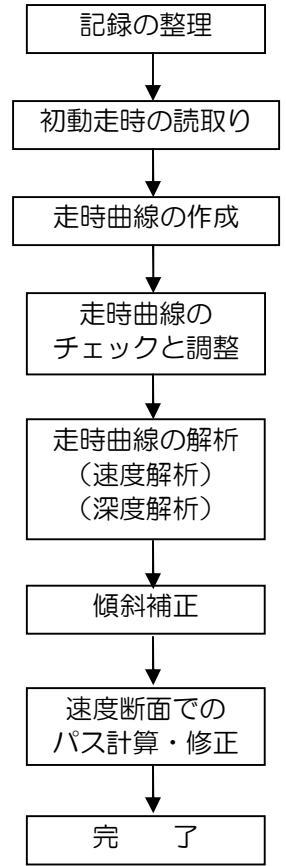 記録の整理
初動走時の読取り
走時曲線の作成
走時曲線の
チェックと調整
走時曲線の解析
（速度解析）
（深度解析）
傾斜補正
速度断面での
パス計算・修正
完　　了